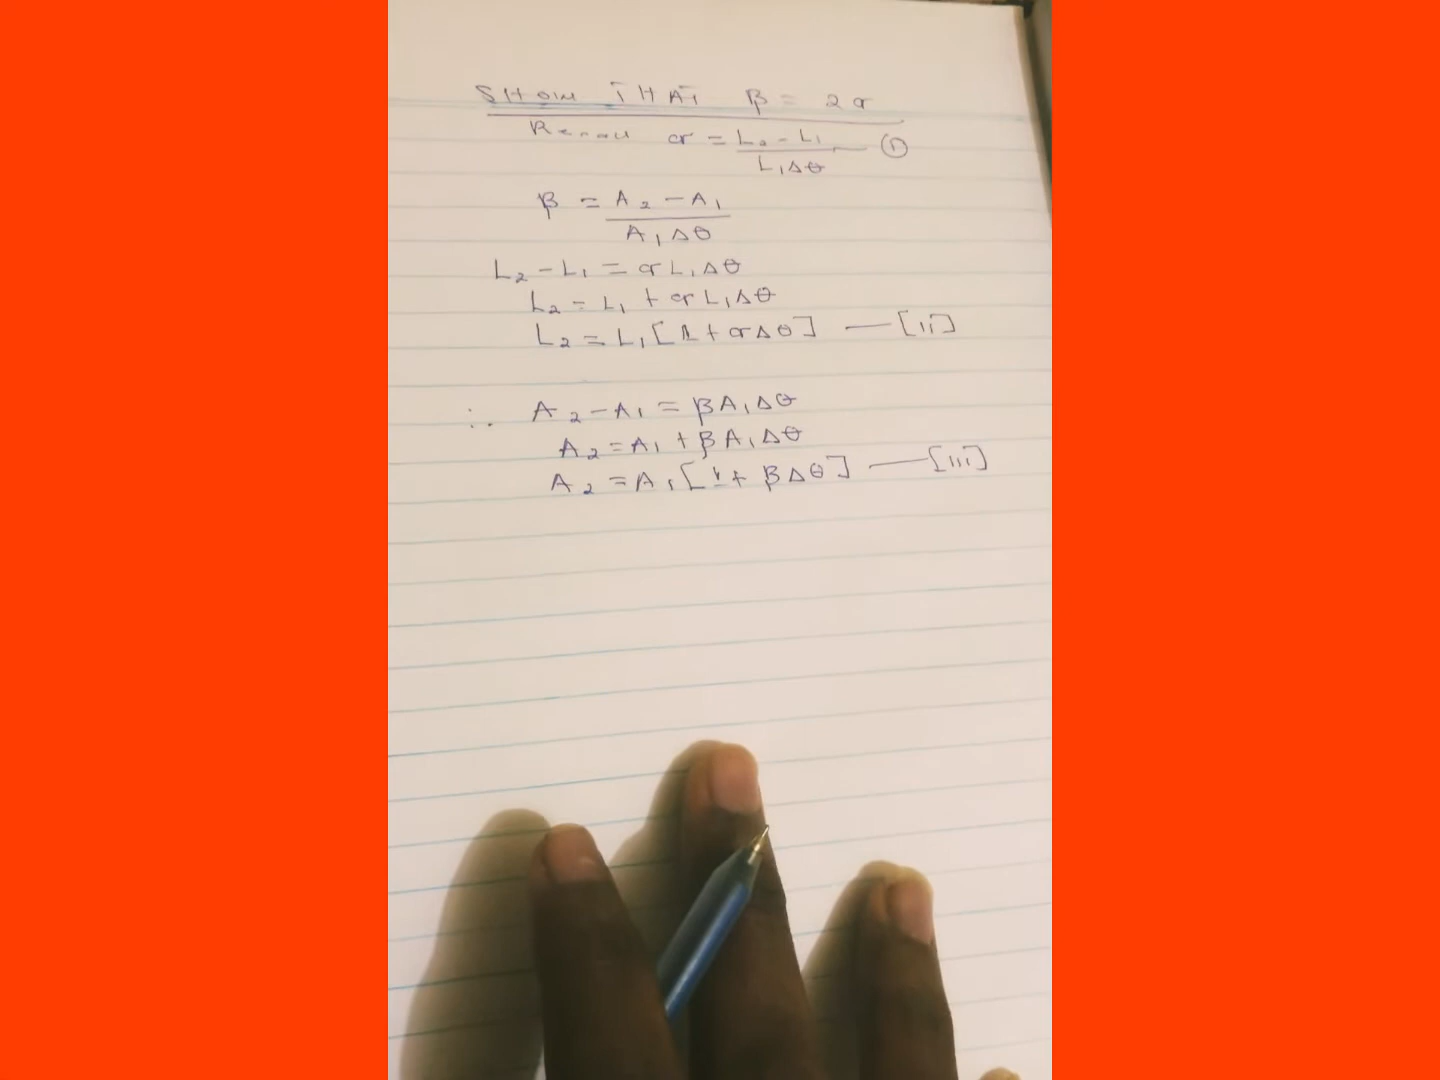 SHOW THAT β = 2α
Recall α = L₂ - L₁ / L₁Δθ — (1)
β = A₂ - A₁ / A₁Δθ
L₂ - L₁ = αL₁Δθ
L₂ = L₁ + αL₁Δθ
L₂ = L₁[1 + αΔθ] — [ii]
∴ A₂ - A₁ = βA₁Δθ
A₂ = A₁ + βA₁Δθ
A₂ = A₁[1 + βΔθ] — [iii]